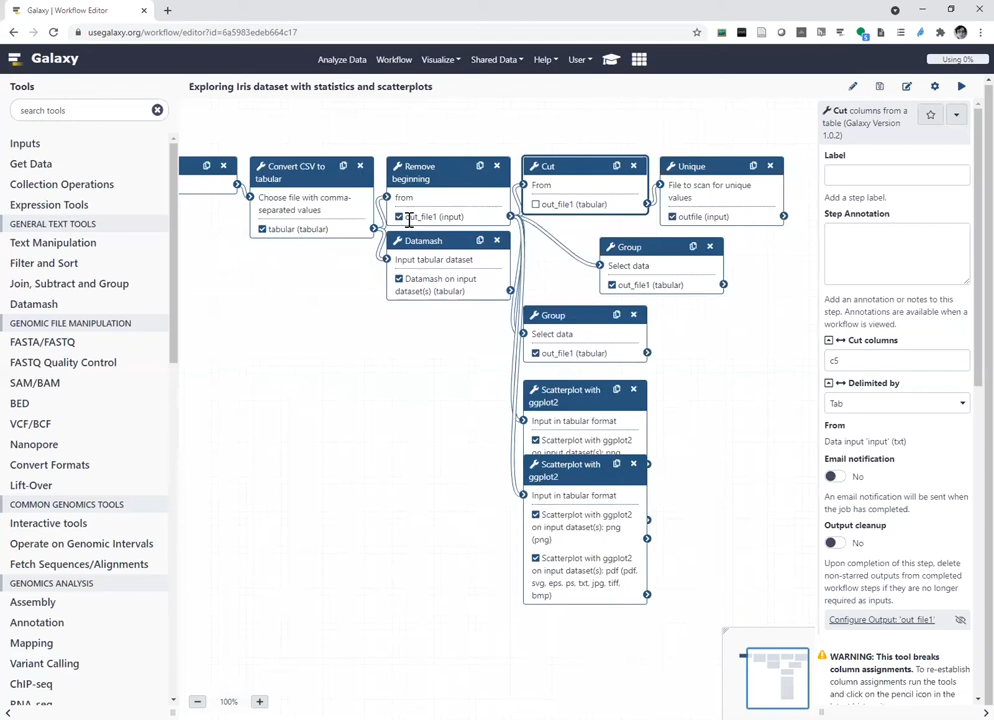 Galaxy | Workflow Editor
usegalaxy.org/workflow/editor?id=6a5983edeb664c17
Galaxy
Analyze Data
Workflow
Visualize
Shared Data
Help
User
Using 0%
Tools
Exploring Iris dataset with statistics and scatterplots
search tools
Inputs
Get Data
Collection Operations
Expression Tools
GENERAL TEXT TOOLS
Text Manipulation
Filter and Sort
Join, Subtract and Group
Datamash
GENOMIC FILE MANIPULATION
FASTA/FASTQ
FASTQ Quality Control
SAM/BAM
BED
VCF/BCF
Nanopore
Convert Formats
Lift-Over
COMMON GENOMICS TOOLS
Interactive tools
Operate on Genomic Intervals
Fetch Sequences/Alignments
GENOMICS ANALYSIS
Assembly
Annotation
Mapping
Variant Calling
ChIP-seq
RNA-seq
Convert CSV to
tabular
Choose file with comma-
separated values
tabular (tabular)
Remove
beginning
from
out_file1 (input)
Datamash
Input tabular dataset
Datamash on input
dataset(s) (tabular)
Cut
From
out_file1 (tabular)
Unique
File to scan for unique
values
outfile (input)
Group
Select data
out_file1 (tabular)
Group
Select data
out_file1 (tabular)
Scatterplot with
ggplot2
Input in tabular format
Scatterplot with ggplot2
on input dataset(s): png
Scatterplot with
ggplot2
Input in tabular format
Scatterplot with ggplot2
on input dataset(s): png
(png)
Scatterplot with ggplot2
on input dataset(s): pdf (pdf,
svg, eps, ps, txt, jpg, tiff,
bmp)
100%
Cut columns from a
table (Galaxy Version
1.0.2)
Label
Step Annotation
Add an annotation or notes to this
step. Annotations are available when a
workflow is viewed.
Cut columns
c5
Delimited by
Tab
From
Data input 'input' (txt)
Email notification
No
An email notification will be sent when
the job has completed.
Output cleanup
No
Upon completion of this step, delete
non-starred outputs from completed
workflow steps if they are no longer
required as inputs.
Configure Output: 'out_file1'
WARNING: This tool breaks
column assignments. To re-establish
column assignments run the tools
and click on the pencil icon in the